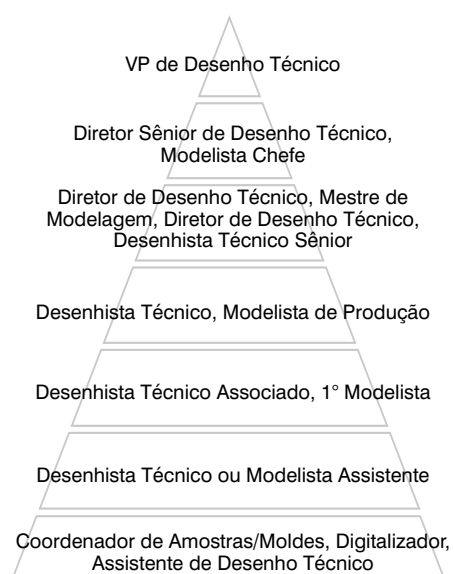 VP de Desenho Técnico
Diretor Sênior de Desenho Técnico,
Modelista Chefe
Diretor de Desenho Técnico, Mestre de
Modelagem, Diretor de Desenho Técnico,
Desenhista Técnico Sênior
Desenhista Técnico, Modelista de Produção
Desenhista Técnico Associado, 1° Modelista
Desenhista Técnico ou Modelista Assistente
Coordenador de Amostras/Moldes, Digitalizador,
Assistente de Desenho Técnico